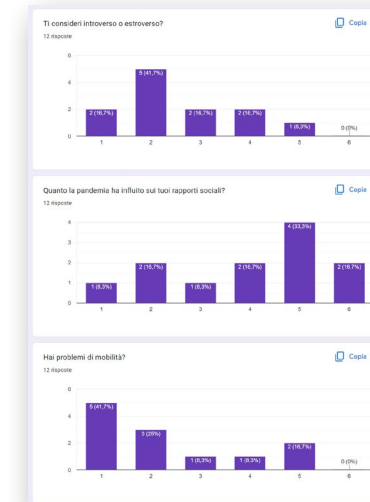 Ti consideri introverso o estroverso?
Copia
12 risposte
6
4
2
0
5 (41,7%)
2 (16,7%)
2 (16,7%)
2 (16,7%)
1 (8,3%)
0 (0%)
1 2 3 4 5 6
Quanto la pandemia ha influito sui tuoi rapporti sociali?
Copia
12 risposte
4
3
2
1
0
4 (33,3%)
2 (16,7%)
2 (16,7%)
2 (16,7%)
1 (8,3%)
1 (8,3%)
1 2 3 4 5 6
Hai problemi di mobilità?
Copia
12 risposte
6
4
2
0
5 (41,7%)
3 (25%)
2 (16,7%)
1 (8,3%)
1 (8,3%)
0 (0%)
1 2 3 4 5 6